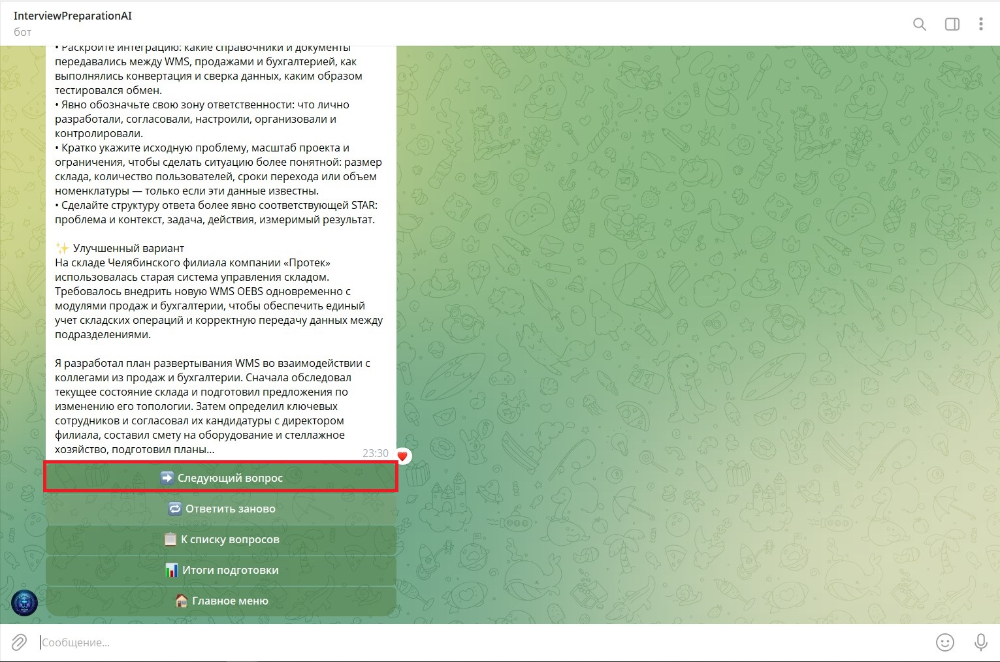 InterviewPreparationAI
бот
• Раскройте интеграцию: какие справочники и документы
передавались между WMS, продажами и бухгалтерией, как
выполнялись конвертация и сверка данных, каким образом
тестировался обмен.
• Явно обозначьте свою зону ответственности: что лично
разработали, согласовали, настроили, организовали и
контролировали.
• Кратко укажите исходную проблему, масштаб проекта и
ограничения, чтобы сделать ситуацию более понятной: размер
склада, количество пользователей, сроки перехода или объем
номенклатуры — только если эти данные известны.
• Сделайте структуру ответа более явно соответствующей STAR:
проблема и контекст, задача, действия, измеримый результат.
✨ Улучшенный вариант
На складе Челябинского филиала компании «Протек»
использовалась старая система управления складом.
Требовалось внедрить новую WMS OEBS одновременно с
модулями продаж и бухгалтерии, чтобы обеспечить единый
учет складских операций и корректную передачу данных между
подразделениями.
Я разработал план развертывания WMS во взаимодействии с
коллегами из продаж и бухгалтерии. Сначала обследовал
текущее состояние склада и подготовил предложения по
изменению его топологии. Затем определил ключевых
сотрудников и согласовал их кандидатуры с директором
филиала, составил смету на оборудование и стеллажное
хозяйство, подготовил планы...
23:30
Следующий вопрос
Ответить заново
К списку вопросов
Итоги подготовки
Главное меню
Сообщение...